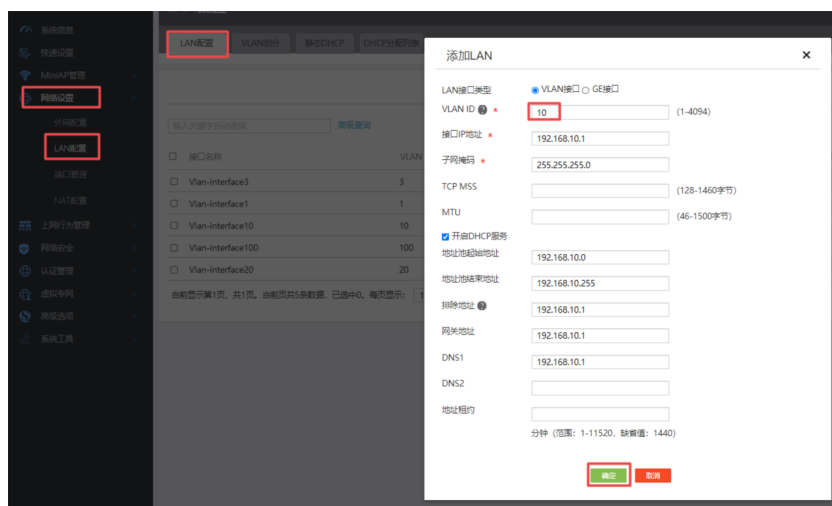 系统信息
快速设置
MiniAP管理
网络设置
外网配置
LAN配置
端口管理
NAT配置
上网行为管理
网络安全
认证管理
虚拟专网
高级选项
系统工具
LAN配置 VLAN划分 静态DHCP DHCP分配列表
输入关键字自动查询 高级查询
接口名称 VLAN
Vlan-interface3 3
Vlan-interface1 1
Vlan-interface10 10
Vlan-interface100 100
Vlan-interface20 20
当前显示第1页，共1页。当前页共5条数据，已选中0。每页显示： 1
添加LAN
LAN接口类型 VLAN接口 GE接口
VLAN ID * 10 (1-4094)
接口IP地址 * 192.168.10.1
子网掩码 * 255.255.255.0
TCP MSS (128-1460字节)
MTU (46-1500字节)
开启DHCP服务
地址池起始地址 192.168.10.0
地址池结束地址 192.168.10.255
排除地址 192.168.10.1
网关地址 192.168.10.1
DNS1 192.168.10.1
DNS2
地址租约
分钟（范围：1-11520，缺省值：1440）
确定 取消